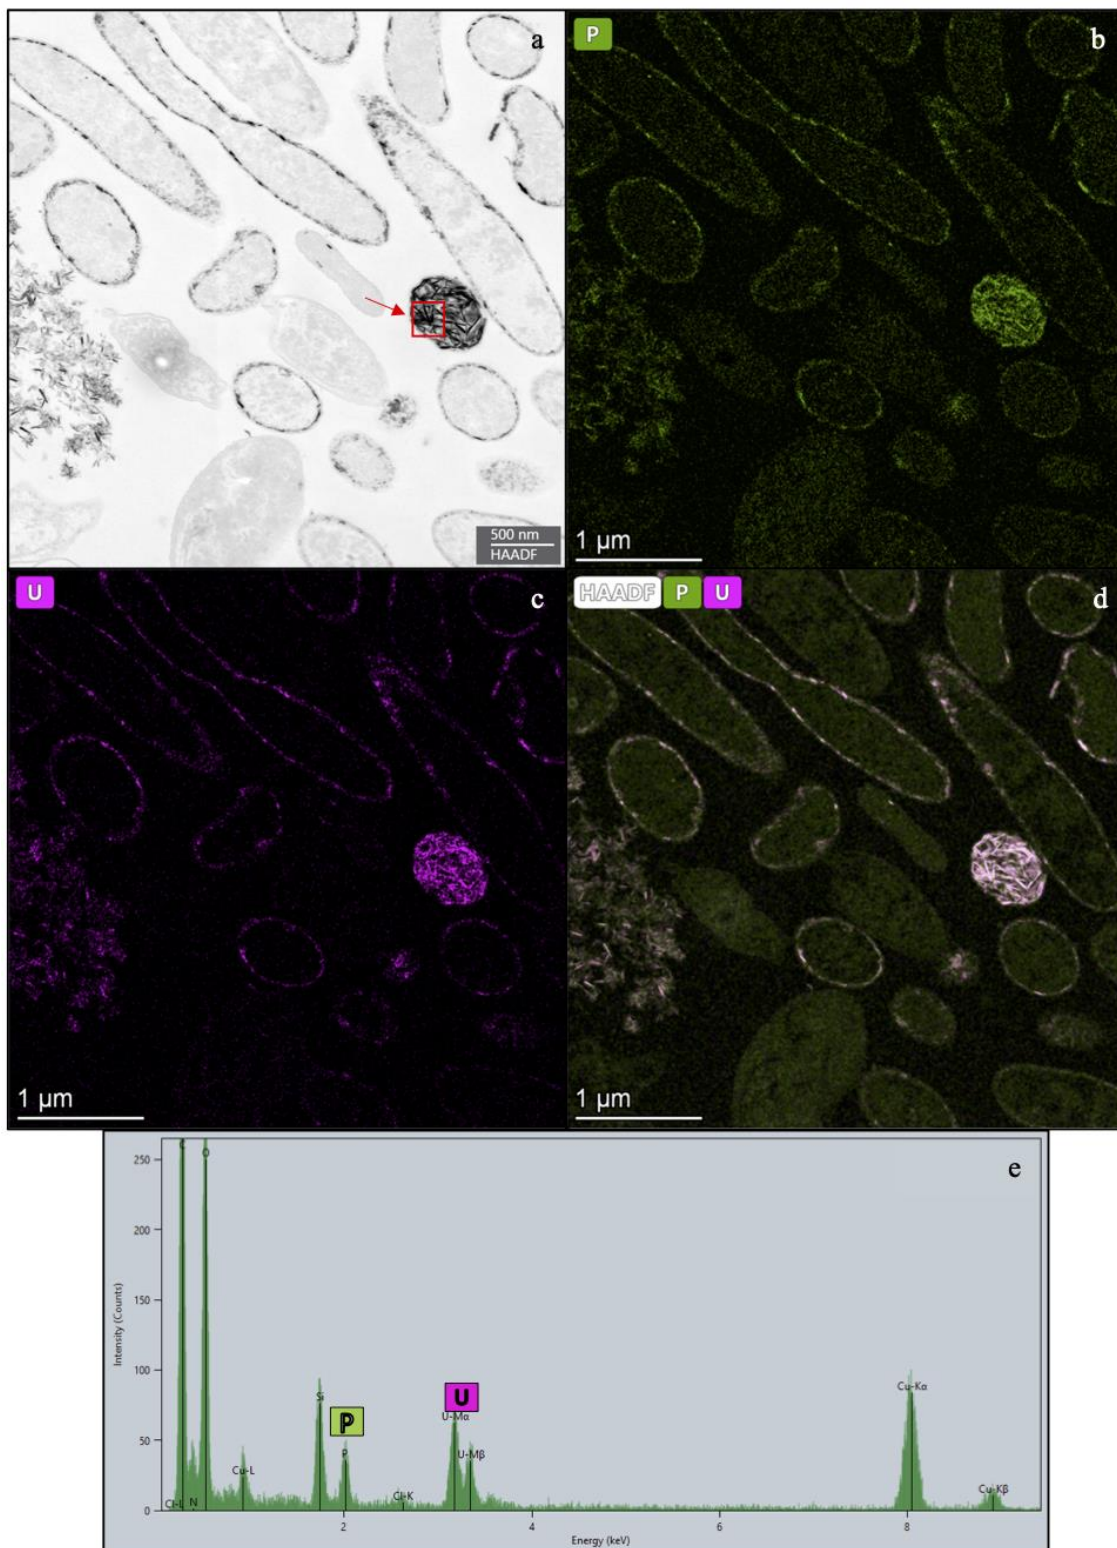 a
500 nm
HAADF
P
b
1 µm
U
c
1 µm
HAADF P U
d
1 µm
e
Intensity (Counts)
250
200
150
100
50
0
C
O
Cl-L
N
Cu-L
Si
P
P
U
U-Mα
U-Mβ
Cl-K
Cu-Kα
Cu-Kβ
2
4
6
8
Energy (keV)